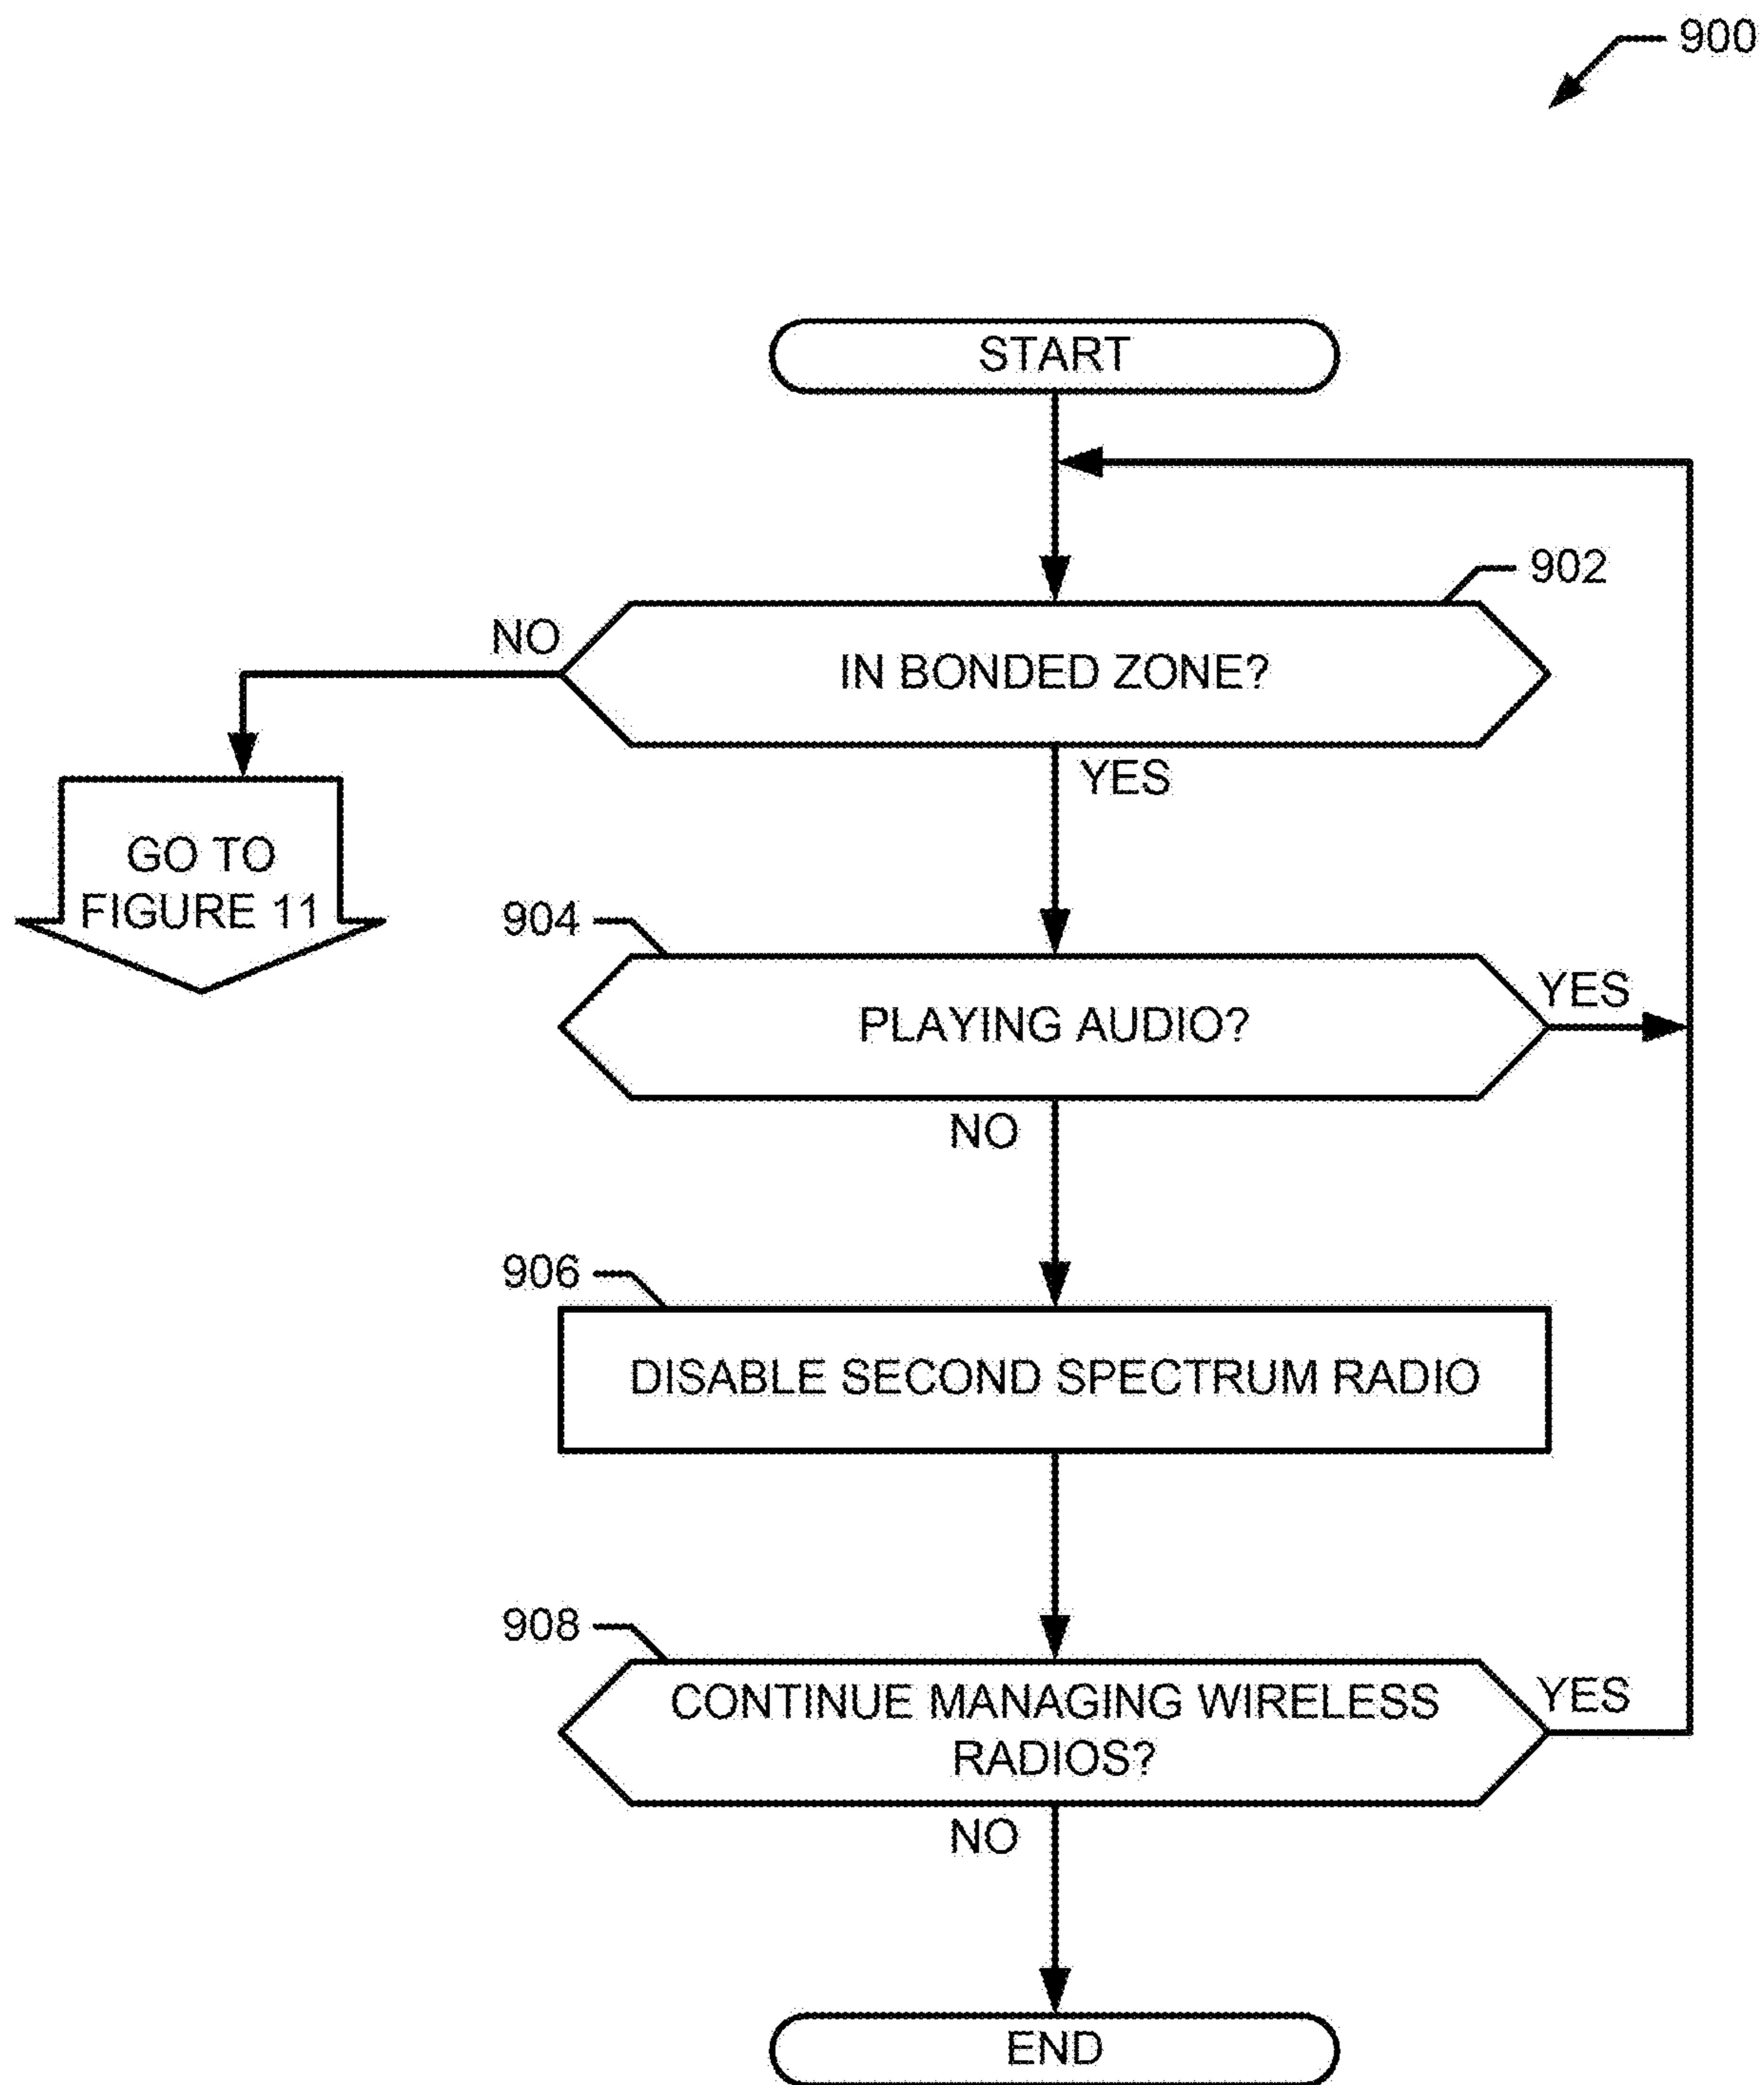 900
START
902
NO
IN BONDED ZONE?
YES
GO TO
FIGURE 11
904
YES
PLAYING AUDIO?
NO
906
DISABLE SECOND SPECTRUM RADIO
908
CONTINUE MANAGING WIRELESS
RADIOS?
YES
NO
END